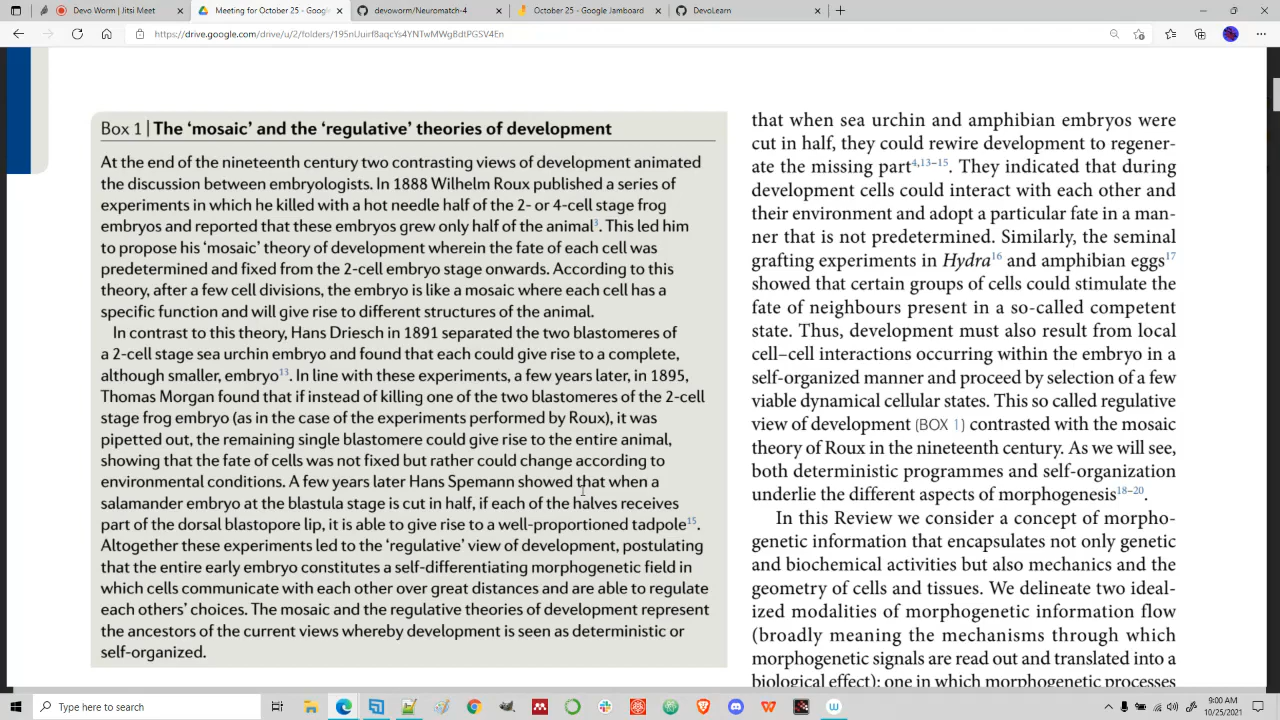 Devo Worm | Jitsi Meet
Meeting for October 25 - Google
devoworm/Neuromatch-4
October 25 - Google Jamboard
DevoLearn
https://drive.google.com/drive/u/2/folders/195nUuirf8aqcYs4YNTwMWgBdtPGSV4En
Box 1 | The ‘mosaic’ and the ‘regulative’ theories of development
At the end of the nineteenth century two contrasting views of development animated
the discussion between embryologists. In 1888 Wilhelm Roux published a series of
experiments in which he killed with a hot needle half of the 2- or 4-cell stage frog
embryos and reported that these embryos grew only half of the animal3. This led him
to propose his ‘mosaic’ theory of development wherein the fate of each cell was
predetermined and fixed from the 2-cell embryo stage onwards. According to this
theory, after a few cell divisions, the embryo is like a mosaic where each cell has a
specific function and will give rise to different structures of the animal.
In contrast to this theory, Hans Driesch in 1891 separated the two blastomeres of
a 2-cell stage sea urchin embryo and found that each could give rise to a complete,
although smaller, embryo13. In line with these experiments, a few years later, in 1895,
Thomas Morgan found that if instead of killing one of the two blastomeres of the 2-cell
stage frog embryo (as in the case of the experiments performed by Roux), it was
pipetted out, the remaining single blastomere could give rise to the entire animal,
showing that the fate of cells was not fixed but rather could change according to
environmental conditions. A few years later Hans Spemann showed that when a
salamander embryo at the blastula stage is cut in half, if each of the halves receives
part of the dorsal blastopore lip, it is able to give rise to a well-proportioned tadpole15.
Altogether these experiments led to the ‘regulative’ view of development, postulating
that the entire early embryo constitutes a self-differentiating morphogenetic field in
which cells communicate with each other over great distances and are able to regulate
each others’ choices. The mosaic and the regulative theories of development represent
the ancestors of the current views whereby development is seen as deterministic or
self-organized.
that when sea urchin and amphibian embryos were
cut in half, they could rewire development to regener-
ate the missing part4,13–15. They indicated that during
development cells could interact with each other and
their environment and adopt a particular fate in a man-
ner that is not predetermined. Similarly, the seminal
grafting experiments in Hydra16 and amphibian eggs17
showed that certain groups of cells could stimulate the
fate of neighbours present in a so-called competent
state. Thus, development must also result from local
cell–cell interactions occurring within the embryo in a
self-organized manner and proceed by selection of a few
viable dynamical cellular states. This so called regulative
view of development (BOX 1) contrasted with the mosaic
theory of Roux in the nineteenth century. As we will see,
both deterministic programmes and self-organization
underlie the different aspects of morphogenesis18–20.
In this Review we consider a concept of morpho-
genetic information that encapsulates not only genetic
and biochemical activities but also mechanics and the
geometry of cells and tissues. We delineate two ideal-
ized modalities of morphogenetic information flow
(broadly meaning the mechanisms through which
morphogenetic signals are read out and translated into a
biological effect): one in which morphogenetic processes
Type here to search
9:00 AM
10/25/2021